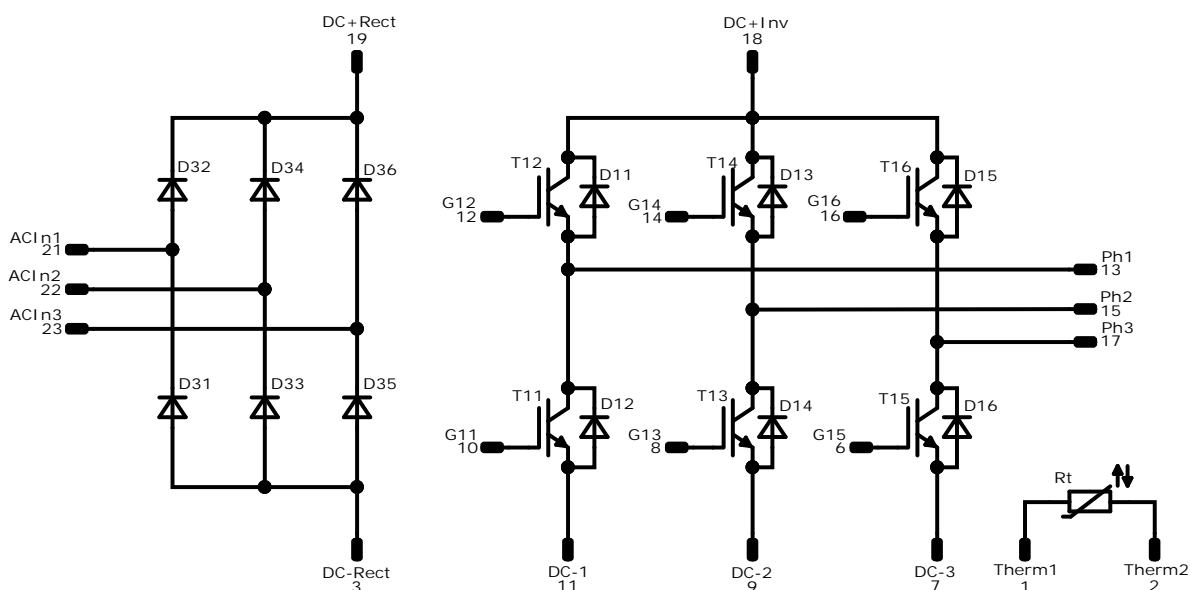 DC+Rect
19
DC+Inv
18
D32
D34
D36
T12
D11
T14
D13
T16
D15
G12
12
G14
14
G16
16
ACIn1
21
ACIn2
22
ACIn3
23
Ph1
13
Ph2
15
Ph3
17
D31
D33
D35
T11
D12
T13
D14
T15
D16
G11
10
G13
8
G15
6
Rt
DC-Rect
3
DC-1
11
DC-2
9
DC-3
7
Therm1
1
Therm2
2